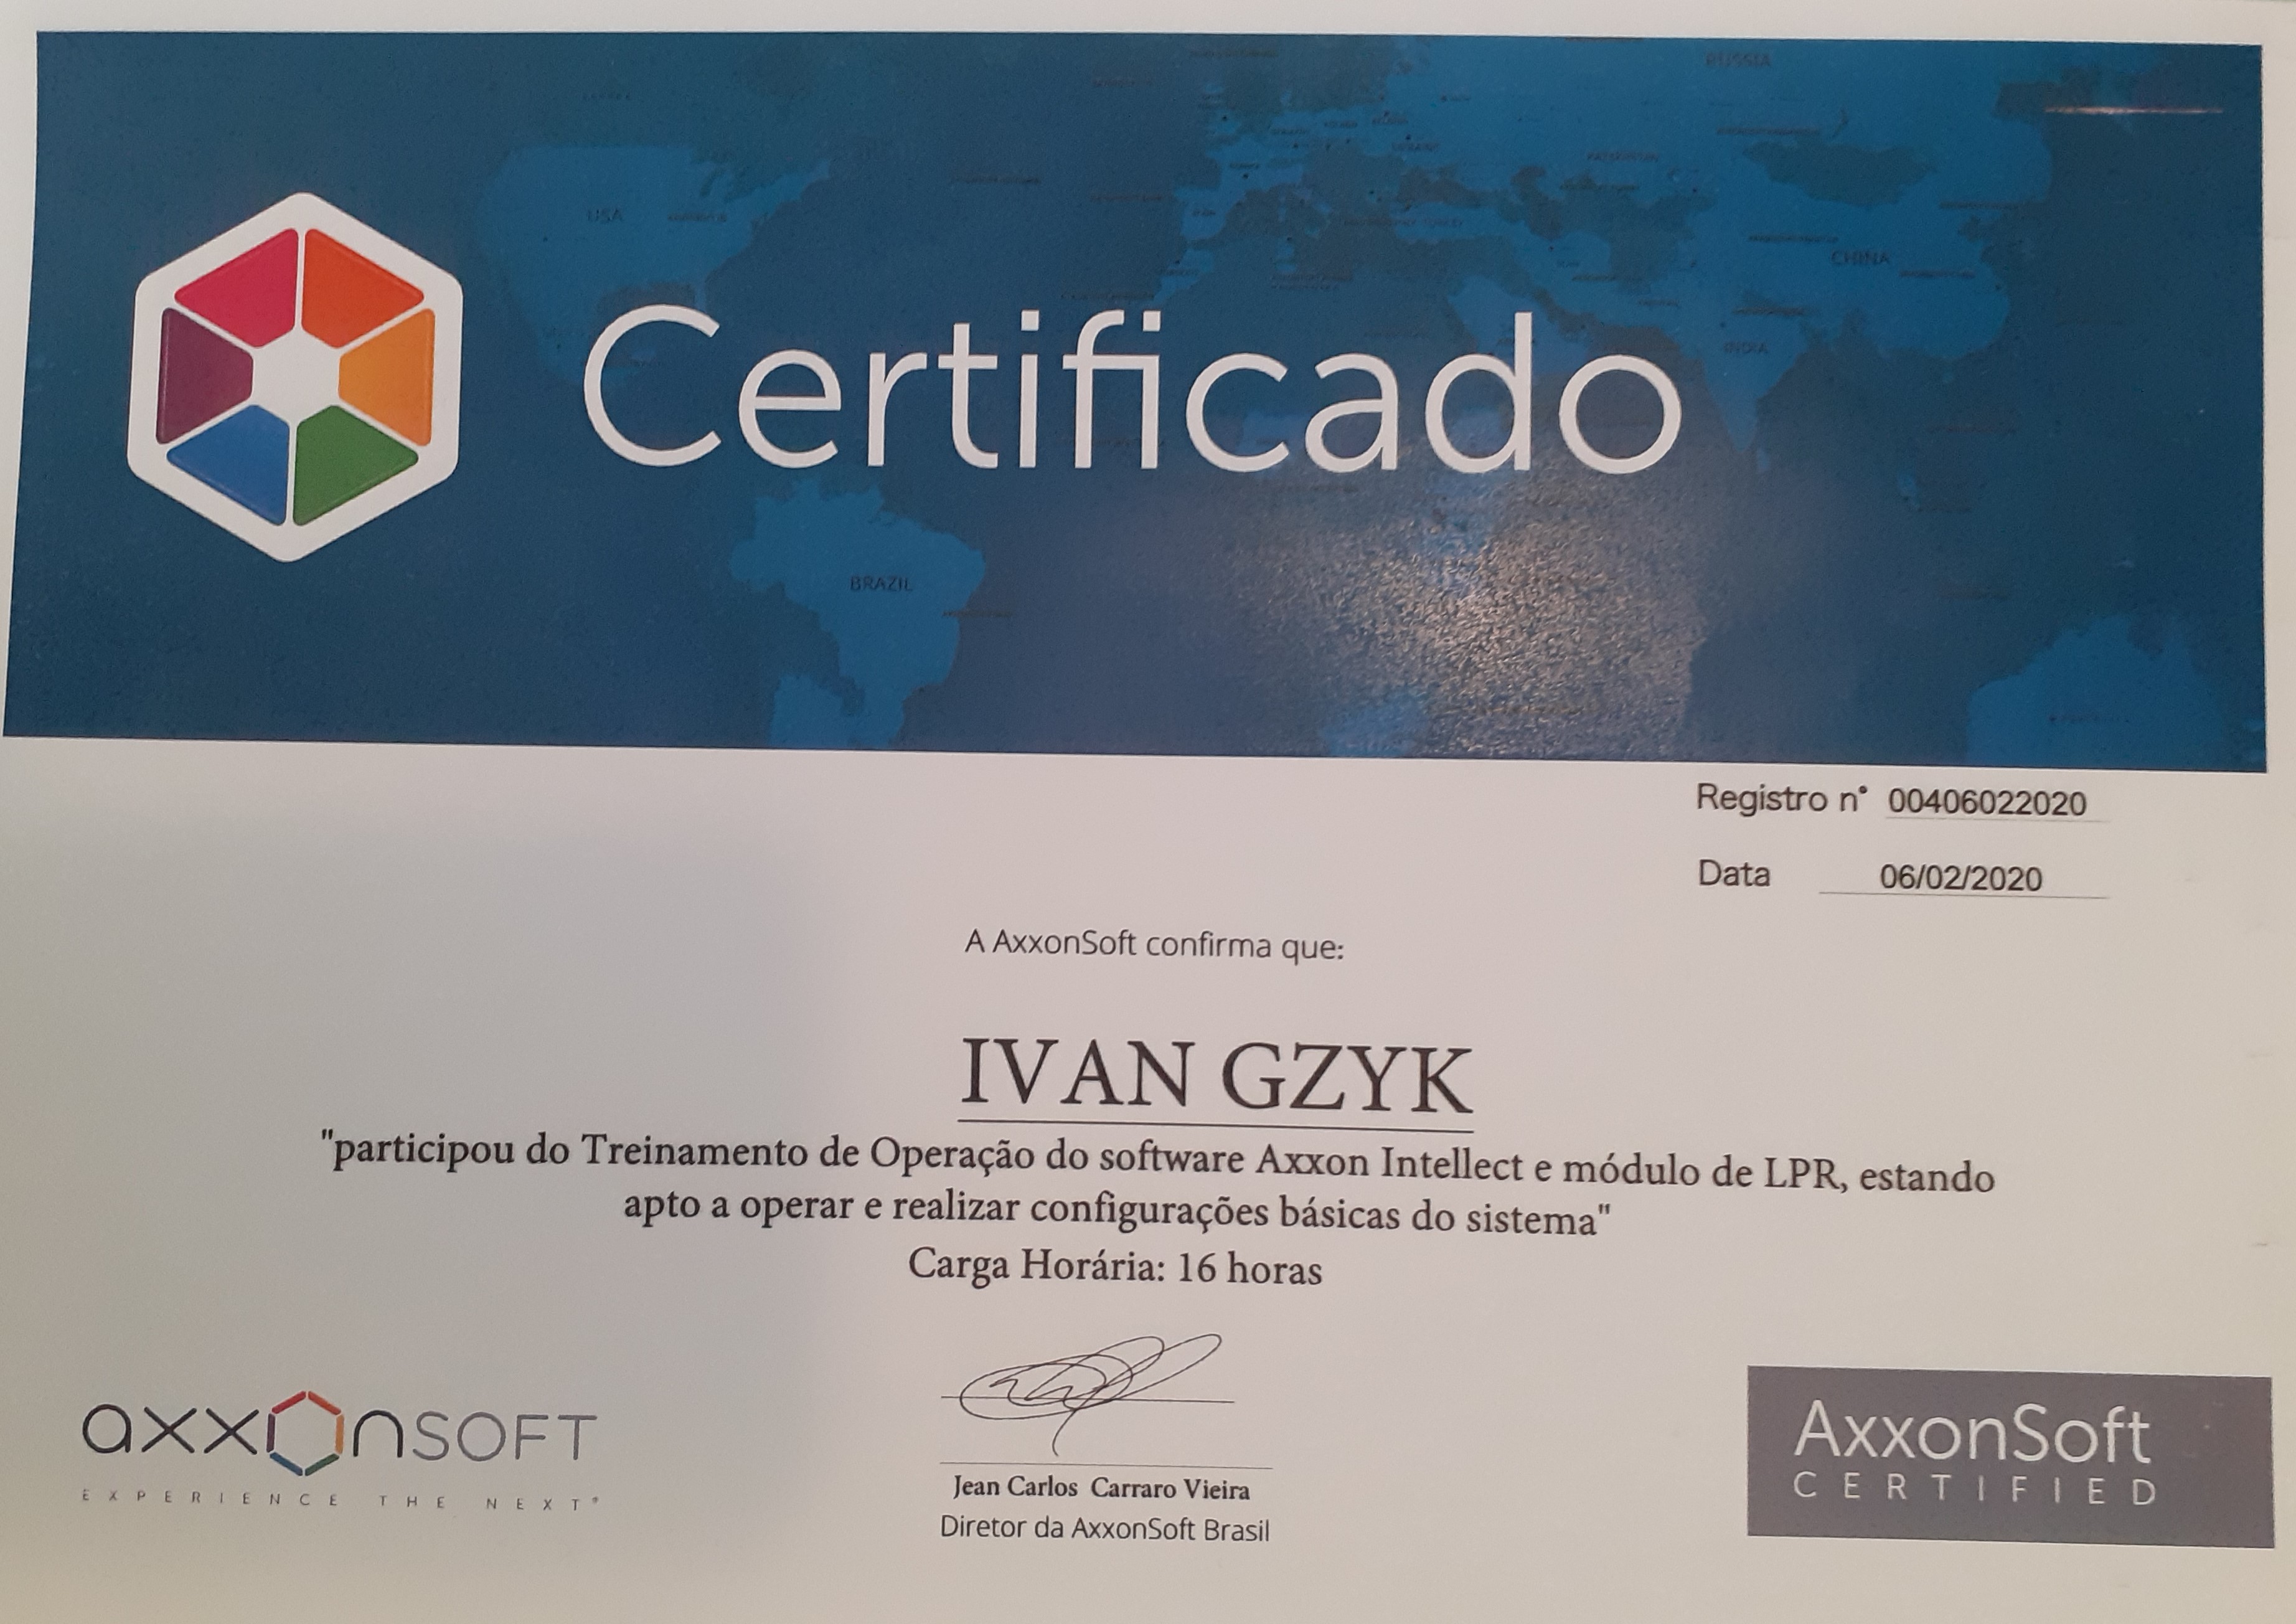 RUSSIA
USA
CHINA
INDIA
Certificado
BRAZIL
Registro n° 00406022020
Data 06/02/2020
A AxxonSoft confirma que:
IVAN GZYK
"participou do Treinamento de Operação do software Axxon Intellect e módulo de LPR, estando
apto a operar e realizar configurações básicas do sistema"
Carga Horária: 16 horas
axxonsoft
EXPERIENCE THE NEXT®
Jean Carlos Carraro Vieira
Diretor da AxxonSoft Brasil
AxxonSoft
CERTIFIED